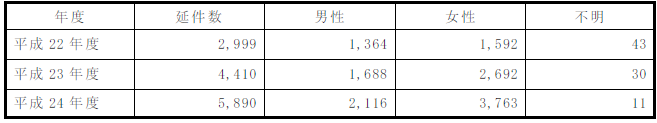 年度 延件数 男性 女性 不明
平成 22 年度 2,999 1,364 1,592 43
平成 23 年度 4,410 1,688 2,692 30
平成 24 年度 5,890 2,116 3,763 11